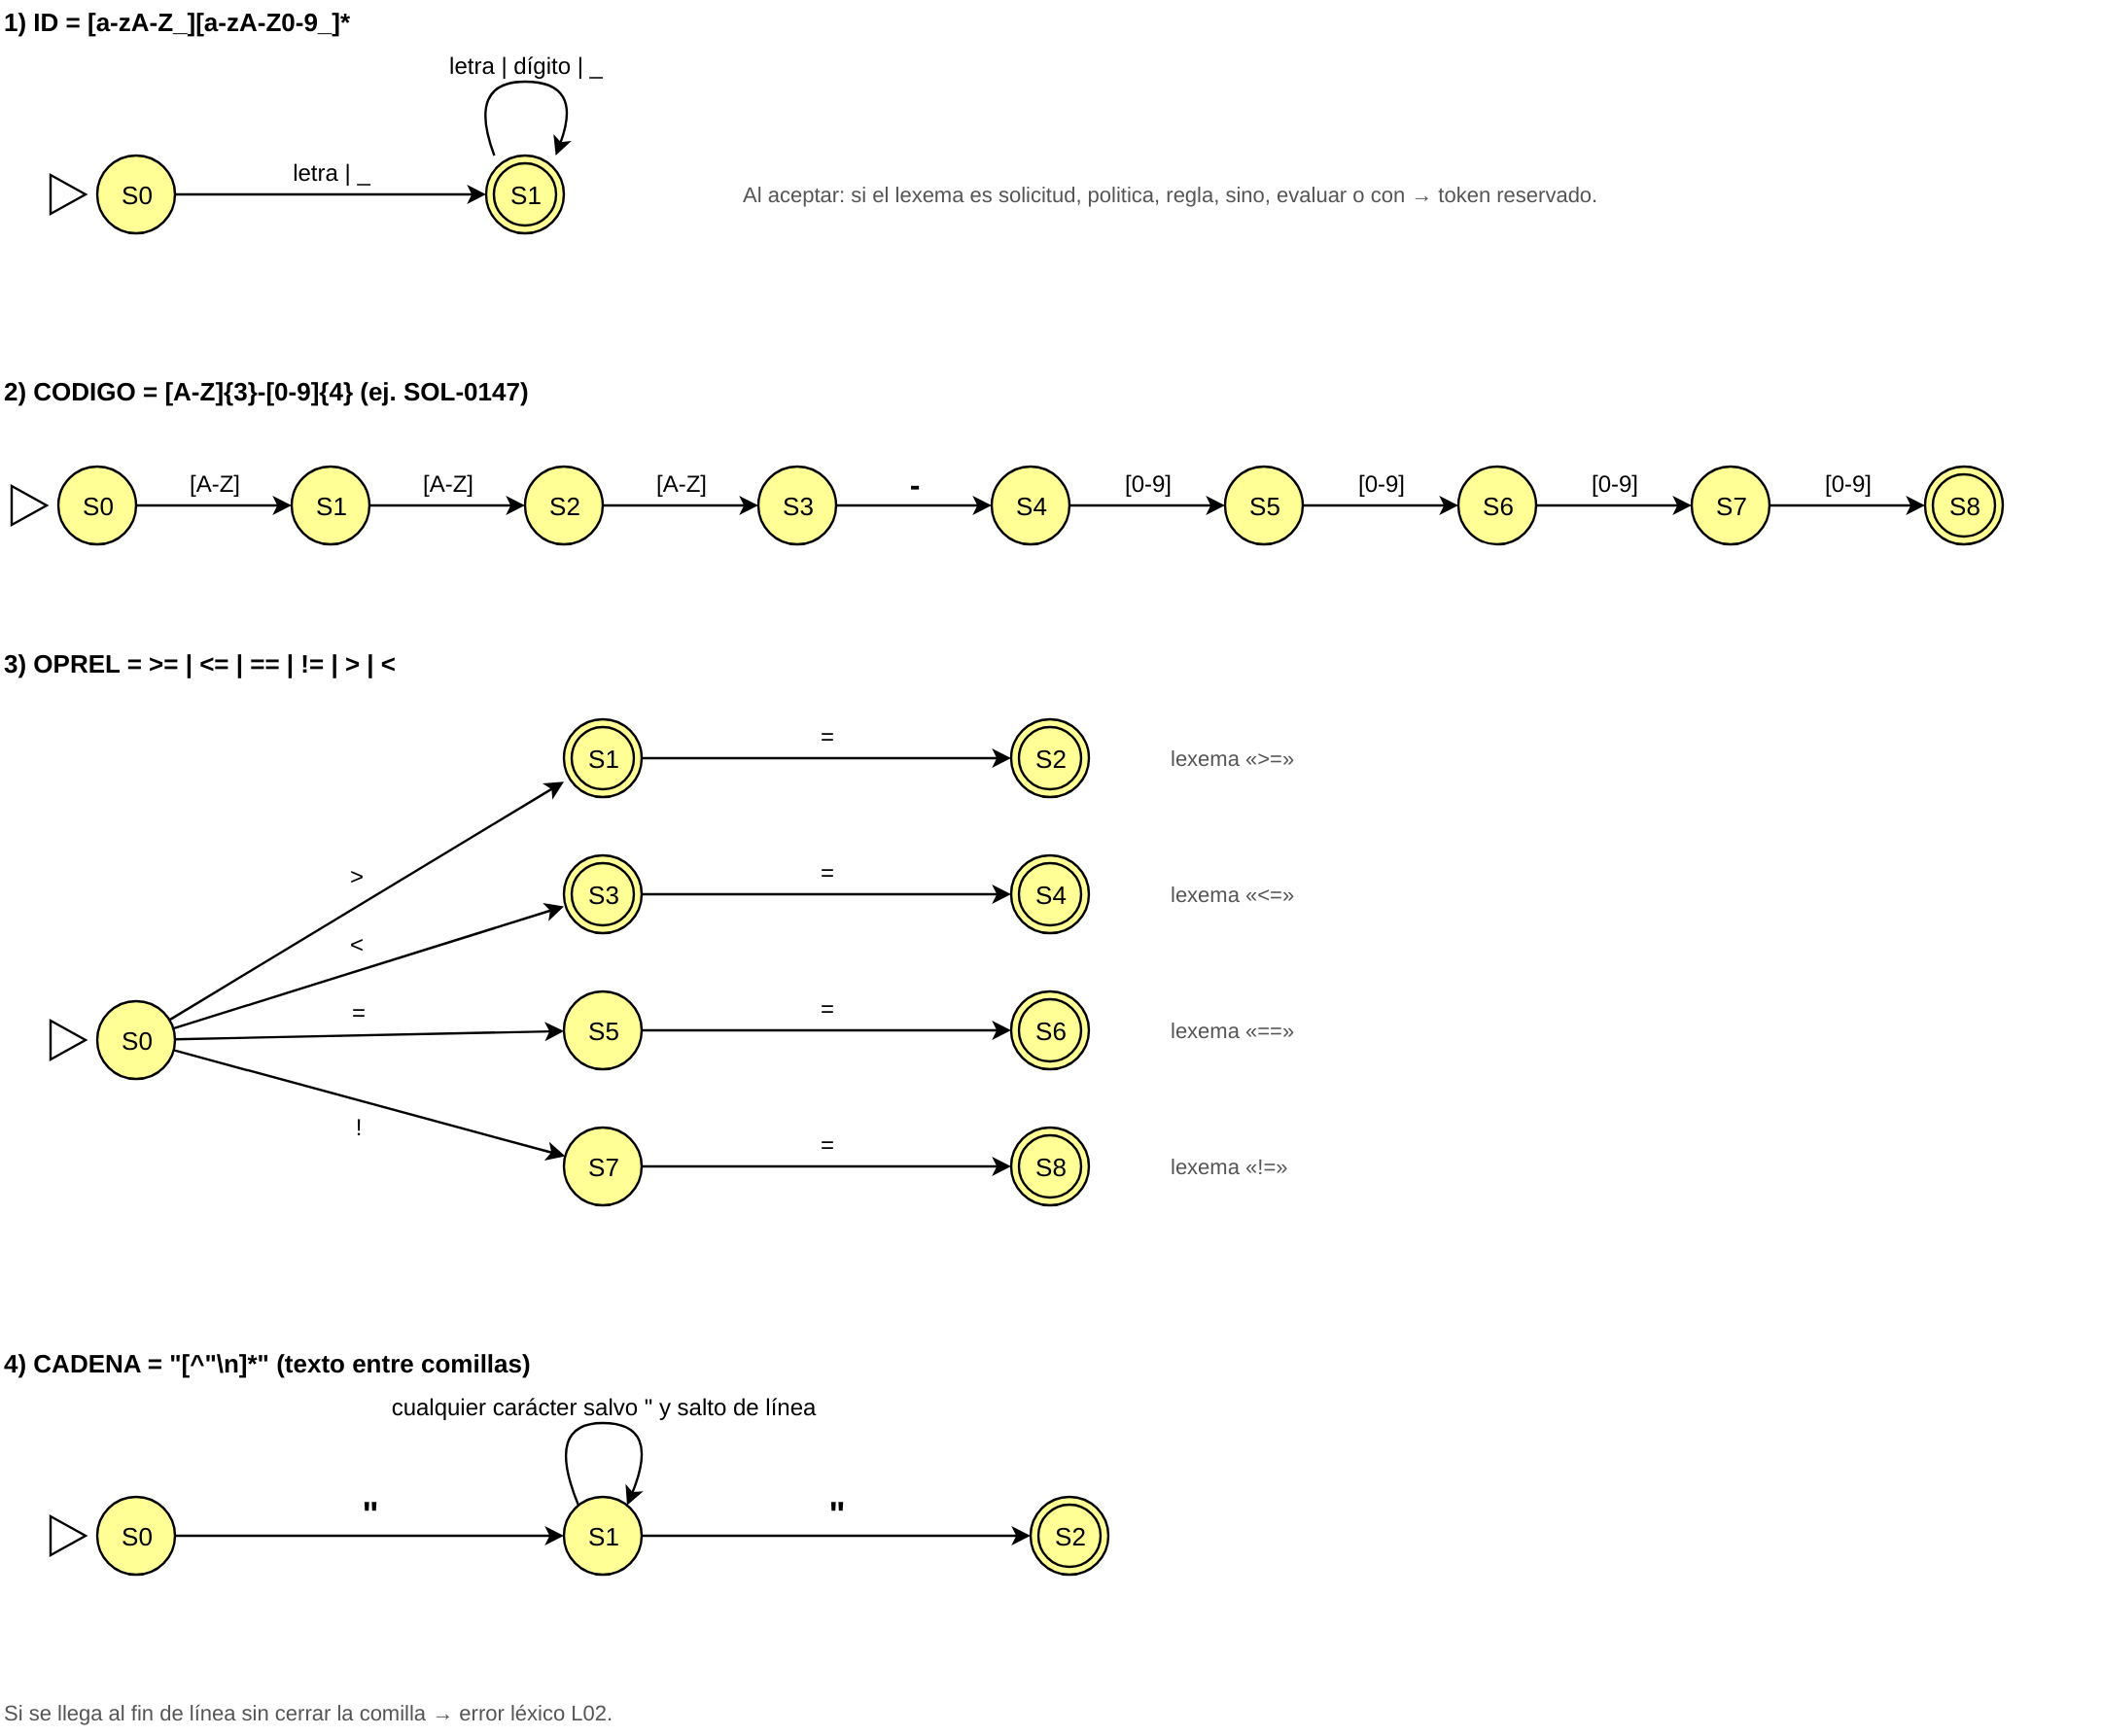 1) ID = [a-zA-Z_][a-zA-Z0-9_]*
letra | dígito | _
letra | _
S0
S1
Al aceptar: si el lexema es solicitud, politica, regla, sino, evaluar o con → token reservado.
2) CODIGO = [A-Z]{3}-[0-9]{4} (ej. SOL-0147)
[A-Z] [A-Z] [A-Z] - [0-9] [0-9] [0-9] [0-9]
S0 S1 S2 S3 S4 S5 S6 S7 S8
3) OPREL = >= | <= | == | != | > | <
=
S1 S2 lexema «>=»
>
=
S3 S4 lexema «<=»
<
=
=
S0
S5 S6 lexema «==»
!
=
S7 S8 lexema «!=»
4) CADENA = "[^"\n]*" (texto entre comillas)
cualquier carácter salvo " y salto de línea
" "
S0 S1 S2
Si se llega al fin de línea sin cerrar la comilla → error léxico L02.